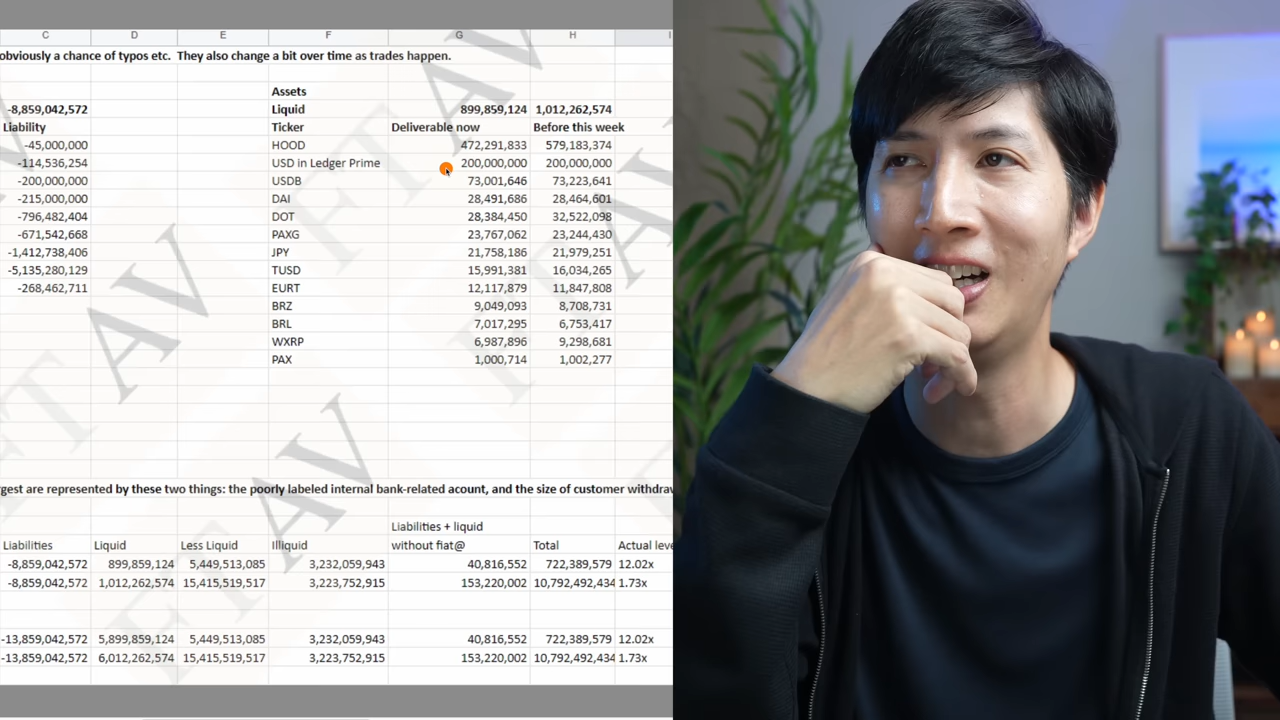 C D E F G H I
obviously a chance of typos etc. They also change a bit over time as trades happen.
Assets
-8,859,042,572 Liquid 899,859,124 1,012,262,574
Liability Ticker Deliverable now Before this week
-45,000,000 HOOD 472,291,833 579,183,374
-114,536,254 USD in Ledger Prime 200,000,000 200,000,000
-200,000,000 USDB 73,001,646 73,223,641
-215,000,000 DAI 28,491,686 28,464,601
-796,482,404 DOT 28,384,450 32,522,098
-671,542,668 PAXG 23,767,062 23,244,430
-1,412,738,406 JPY 21,758,186 21,979,251
-5,135,280,129 TUSD 15,991,381 16,034,265
-268,462,711 EURT 12,117,879 11,847,808
BRZ 9,049,093 8,708,731
BRL 7,017,295 6,753,417
WXRP 6,987,896 9,298,681
PAX 1,000,714 1,002,277
gest are represented by these two things: the poorly labeled internal bank-related acount, and the size of customer withdraw
Liabilities + liquid
Liabilities Liquid Less Liquid Illiquid without fiat@ Total Actual leve
-8,859,042,572 899,859,124 5,449,513,085 3,232,059,943 40,816,552 722,389,579 12.02x
-8,859,042,572 1,012,262,574 15,415,519,517 3,223,752,915 153,220,002 10,792,492,434 1.73x
-13,859,042,572 5,899,859,124 5,449,513,085 3,232,059,943 40,816,552 722,389,579 12.02x
-13,859,042,572 6,012,262,574 15,415,519,517 3,223,752,915 153,220,002 10,792,492,434 1.73x
FTAV
FTAV
FTAV
FTAV